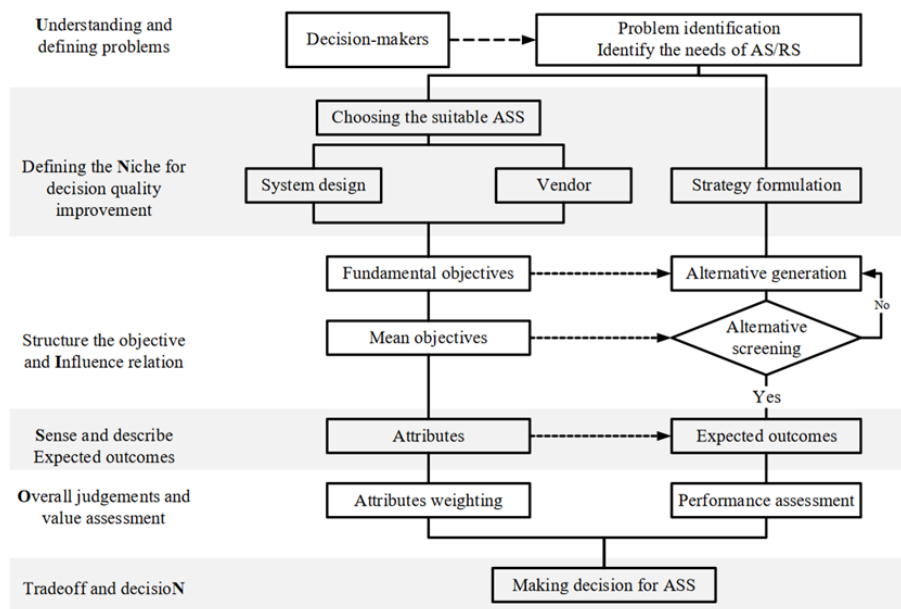 Understanding and
defining problems
Decision-makers
Problem identification
Identify the needs of AS/RS
Choosing the suitable ASS
Defining the Niche for
decision quality
improvement
System design
Vendor
Strategy formulation
Fundamental objectives
Alternative generation
No
Structure the objective
and Influence relation
Mean objectives
Alternative
screening
Yes
Sense and describe
Expected outcomes
Attributes
Expected outcomes
Overall judgements and
value assessment
Attributes weighting
Performance assessment
Tradeoff and decisioN
Making decision for ASS